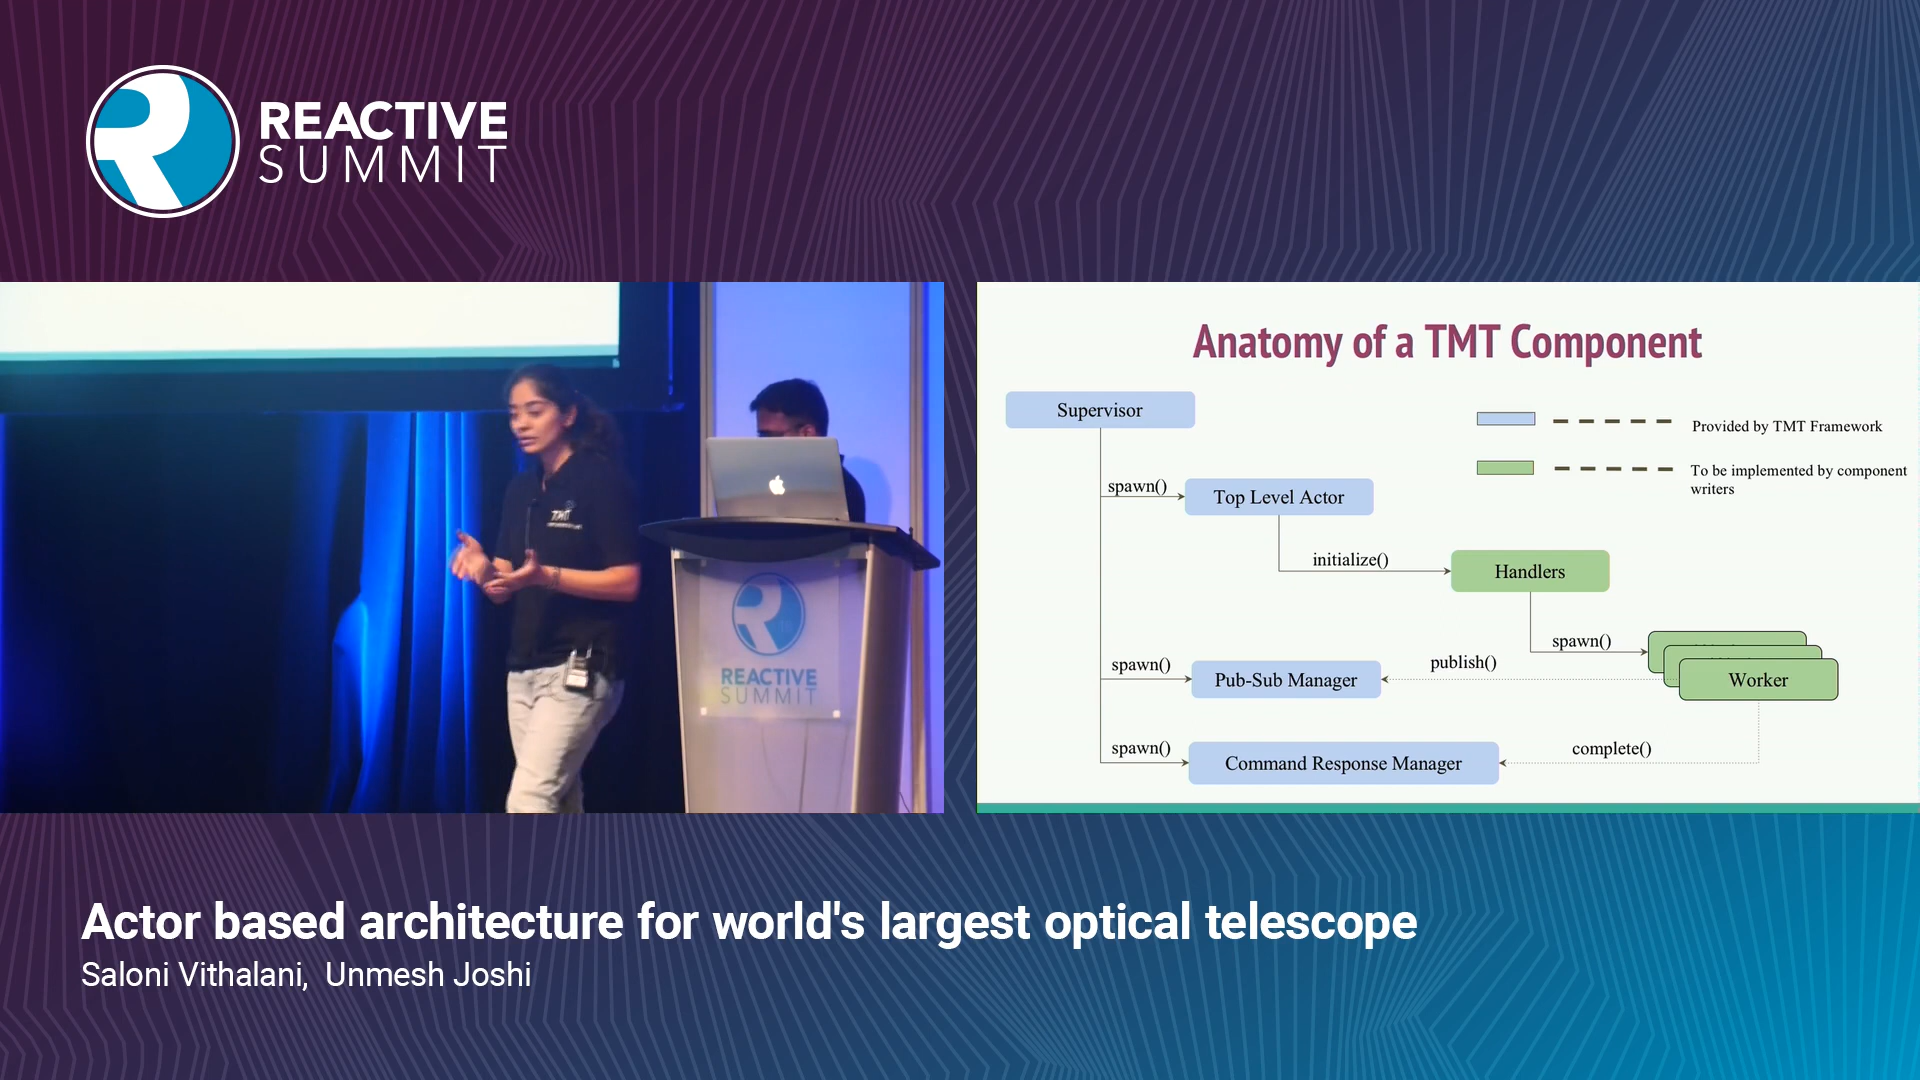 REACTIVE
SUMMIT
Anatomy of a TMT Component
Supervisor
Provided by TMT Framework
To be implemented by component
writers
spawn()
Top Level Actor
initialize()
Handlers
spawn()
spawn()
publish()
Pub-Sub Manager
Worker
spawn()
complete()
Command Response Manager
TMT
REACTIVE
SUMMIT
Actor based architecture for world's largest optical telescope
Saloni Vithalani, Unmesh Joshi